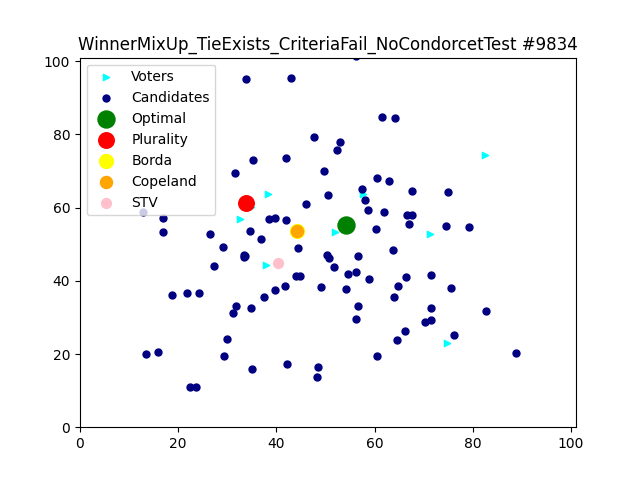 WinnerMixUp_TieExists_CriteriaFail_NoCondorcetTest #9834
Voters
Candidates
Optimal
Plurality
Borda
Copeland
STV
100
80
60
40
20
0
0 20 40 60 80 100